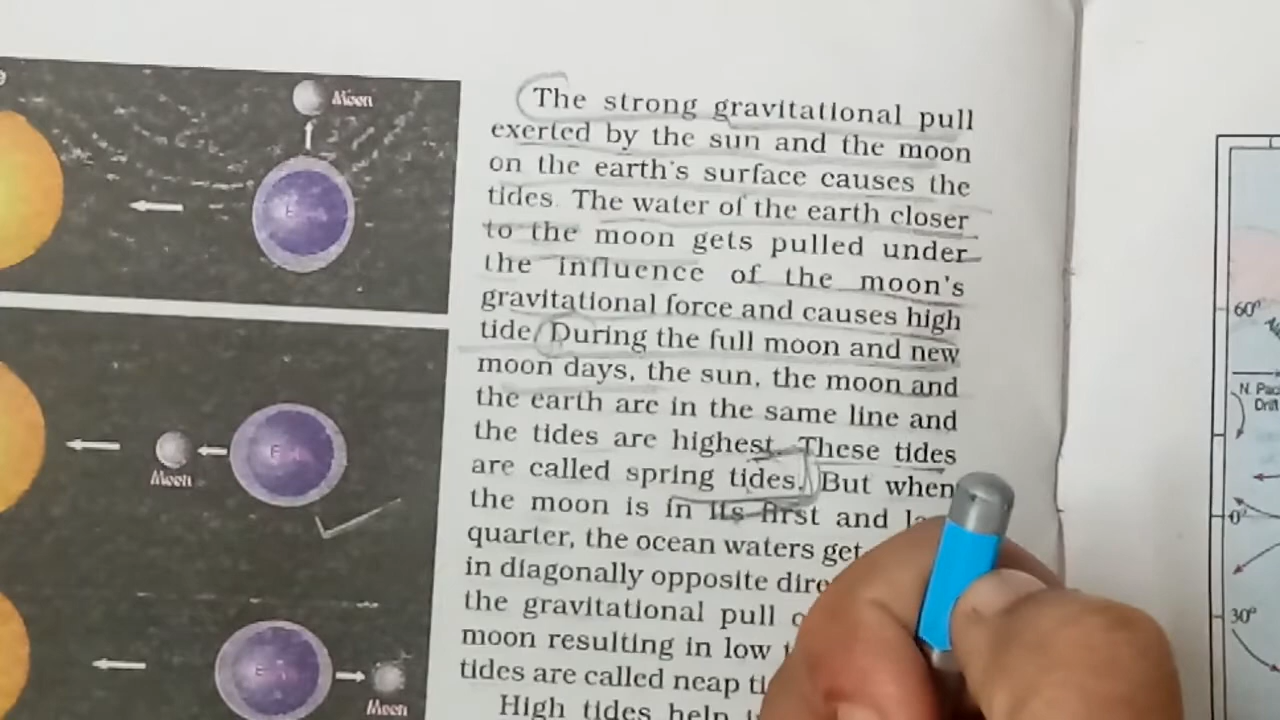 Moon
E
Moon
E
E
Moon
The strong gravitational pull
exerted by the sun and the moon
on the earth's surface causes the
tides. The water of the earth closer
to the moon gets pulled under
the influence of the moon's
gravitational force and causes high
tide. During the full moon and new
moon days, the sun, the moon and
the earth are in the same line and
the tides are highest. These tides
are called spring tides. But when
the moon is in its first and
quarter, the ocean waters get
in diagonally opposite
the gravitational pull
moon resulting in low
tides are called neap
High tides help
60°
N. Pac
Drift
0°
30°